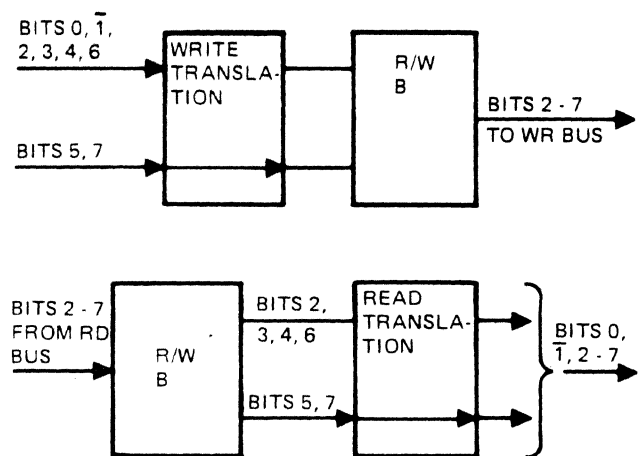 BITS 0, 1̅,
2, 3, 4, 6
WRITE
TRANSLA-
TION
R/W
B
BITS 2 - 7
TO WR BUS
BITS 5, 7
BITS 2 - 7
FROM RD
BUS
R/W
B
BITS 2,
3, 4, 6
BITS 5, 7
READ
TRANSLA-
TION
BITS 0,
1̅, 2 - 7